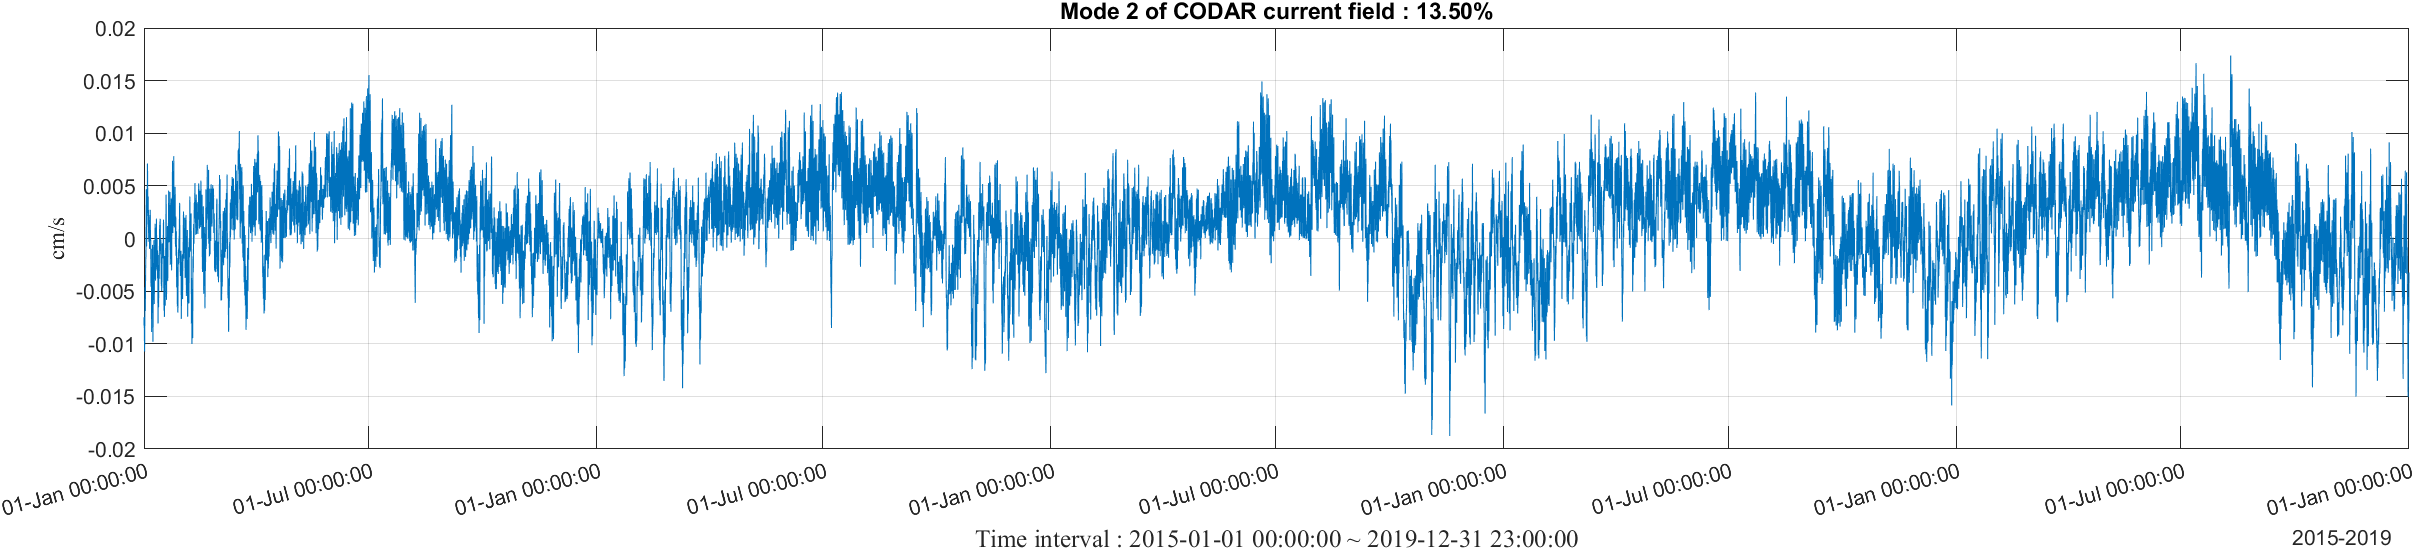 Mode 2 of CODAR current field : 13.50%
cm/s
0.02
0.015
0.01
0.005
0
-0.005
-0.01
-0.015
-0.02
01-Jan 00:00:00
01-Jul 00:00:00
01-Jan 00:00:00
01-Jul 00:00:00
01-Jan 00:00:00
01-Jul 00:00:00
01-Jan 00:00:00
01-Jul 00:00:00
01-Jan 00:00:00
01-Jul 00:00:00
01-Jan 00:00:00
Time interval : 2015-01-01 00:00:00 ~ 2019-12-31 23:00:00
2015-2019